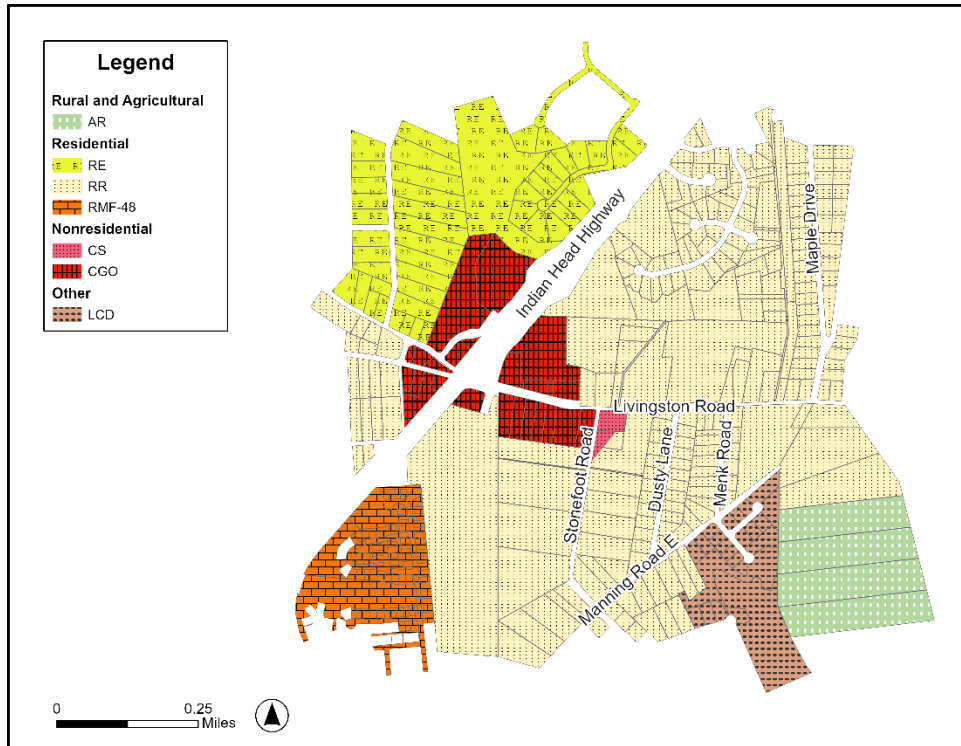 Legend
Rural and Agricultural
AR
Residential
RE RE
RR
RMF-48
Nonresidential
CS
CGO
Other
LCD
Indian Head Highway
Maple Drive
Livingston Road
Stonefoot Road
Dusty Lane
Menk Road
Manning Road E
0
0.25
Miles